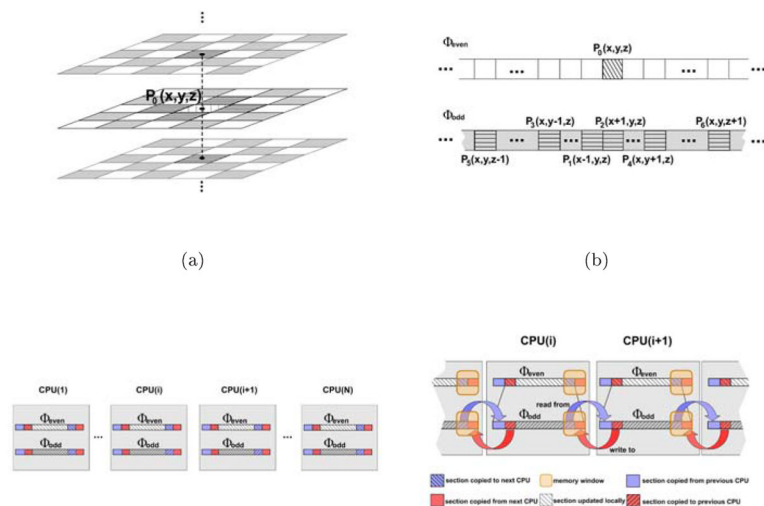 P₀(x,y,z)
(a)
Φeven
P₀(x,y,z)
Φodd
P₃(x,y-1,z)
P₂(x+1,y,z)
P₆(x,y,z+1)
P₅(x,y,z-1)
P₁(x-1,y,z)
P₄(x,y+1,z)
(b)
CPU(1)
CPU(i)
CPU(i+1)
CPU(N)
Φeven
Φeven
Φeven
Φeven
Φodd
Φodd
Φodd
Φodd
CPU(i)
CPU(i+1)
Φeven
Φeven
read from
Φodd
Φodd
write to
section copied to next CPU
memory window
section copied from previous CPU
section copied from next CPU
section updated locally
section copied to previous CPU